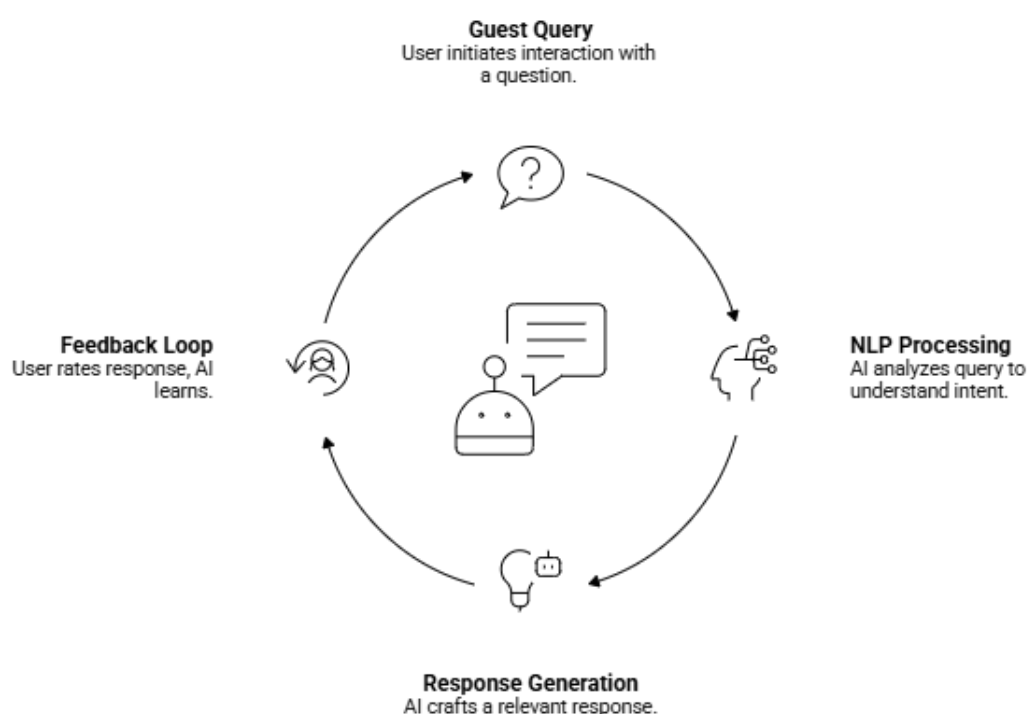 Guest Query
User initiates interaction with
a question.
?
Feedback Loop
User rates response, AI
learns.
NLP Processing
AI analyzes query to
understand intent.
Response Generation
AI crafts a relevant response.